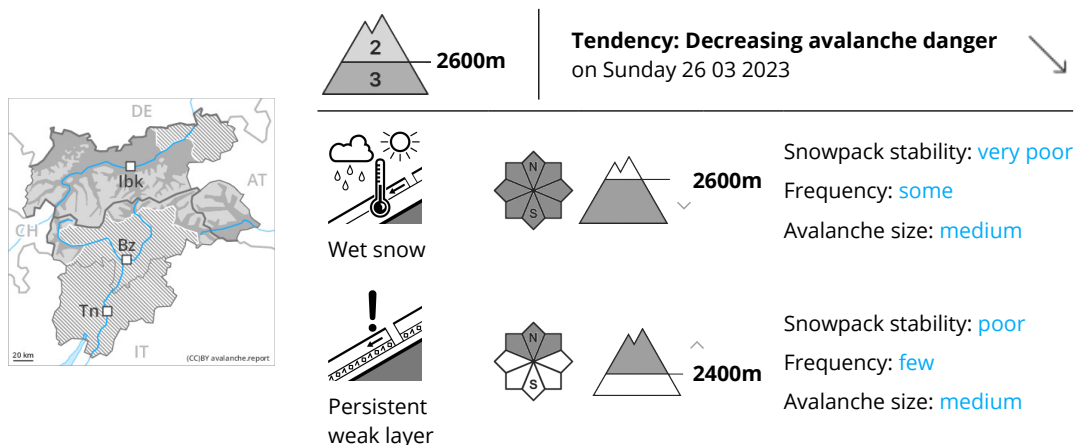 2
3
2600m
Tendency: Decreasing avalanche danger
on Sunday 26 03 2023
DE
Ibk
AT
CH
Bz
Tn
IT
20 km
(CC)BY avalanche.report
Wet snow
N
S
2600m
Snowpack stability: very poor
Frequency: some
Avalanche size: medium
Persistent
weak layer
N
S
2400m
Snowpack stability: poor
Frequency: few
Avalanche size: medium